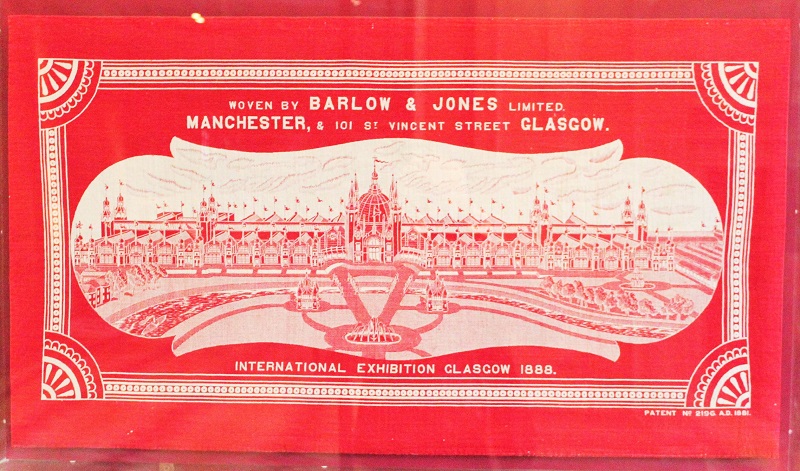 WOVEN BY BARLOW & JONES LIMITED.
MANCHESTER, & 101 ST VINCENT STREET GLASGOW.
INTERNATIONAL EXHIBITION GLASGOW 1888.
PATENT No 2196. A.D. 1881.